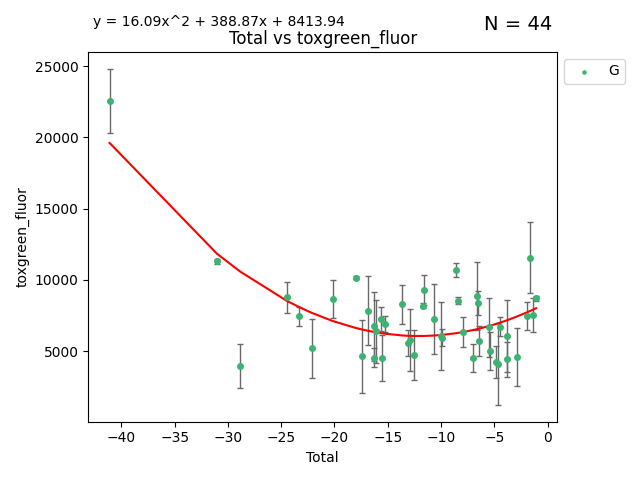 y = 16.09x^2 + 388.87x + 8413.94
N = 44
Total vs toxgreen_fluor
G
25000
20000
15000
10000
5000
toxgreen_fluor
−40 −35 −30 −25 −20 −15 −10 −5 0
Total